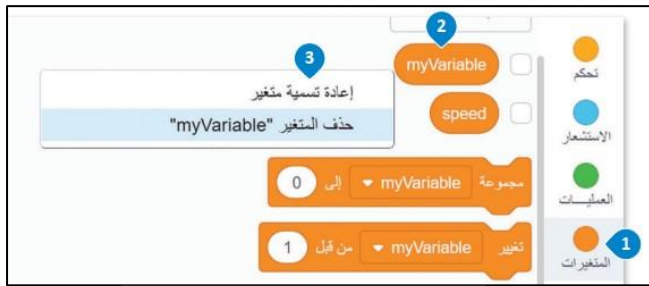 2
myVariable
تحكم
3
إعادة تسمية متغير
حذف المتغير "myVariable"
speed
الاستشعار
مجموعة myVariable إلى 0
العمليــات
تغيير myVariable من قبل 1
1
المتغيرات